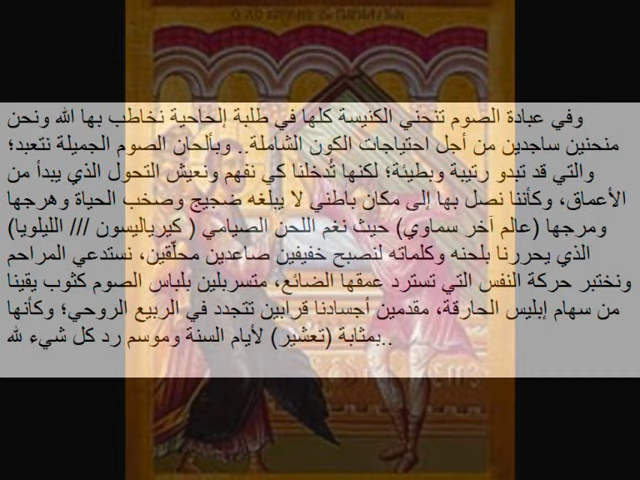 وفي عبادة الصوم تنحني الكنيسة كلها في طلبة إلحاحية نخاطب بها الله ونحن
منحنين ساجدين من أجل احتياجات الكون الشاملة.. وبألحان الصوم الجميلة نتعبد؛
والتي قد تبدو رتيبة وبطيئة؛ لكنها تُدخلنا كي نفهم ونعيش التحول الذي يبدأ من
الأعماق، وكأننا نصل بها إلى مكان باطني لا يبلغه ضجيج وصخب الحياة وهرجها
ومرجها (عالم آخر سماوي) حيث نغم اللحن الصيامي ( كيرياليسون /// الليلويا)
الذي يحررنا بلحنه وكلماته لنصبح خفيفين صاعدين محلّقين، نستدعي المراحم
ونختبر حركة النفس التي تسترد عمقها الضائع، متسربلين بلباس الصوم كثوب يقينا
من سهام إبليس الحارقة، مقدمين أجسادنا قرابين تتجدد في الربيع الروحي؛ وكأنها
بمثابة (تعشير) لأيام السنة وموسم رد كل شيء لله..